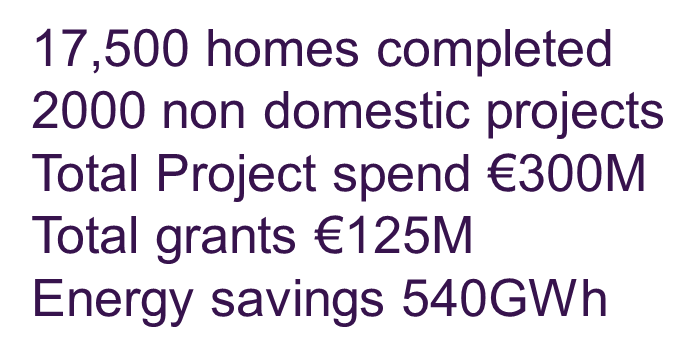 17,500 homes completed
2000 non domestic projects
Total Project spend €300M
Total grants €125M
Energy savings 540GWh